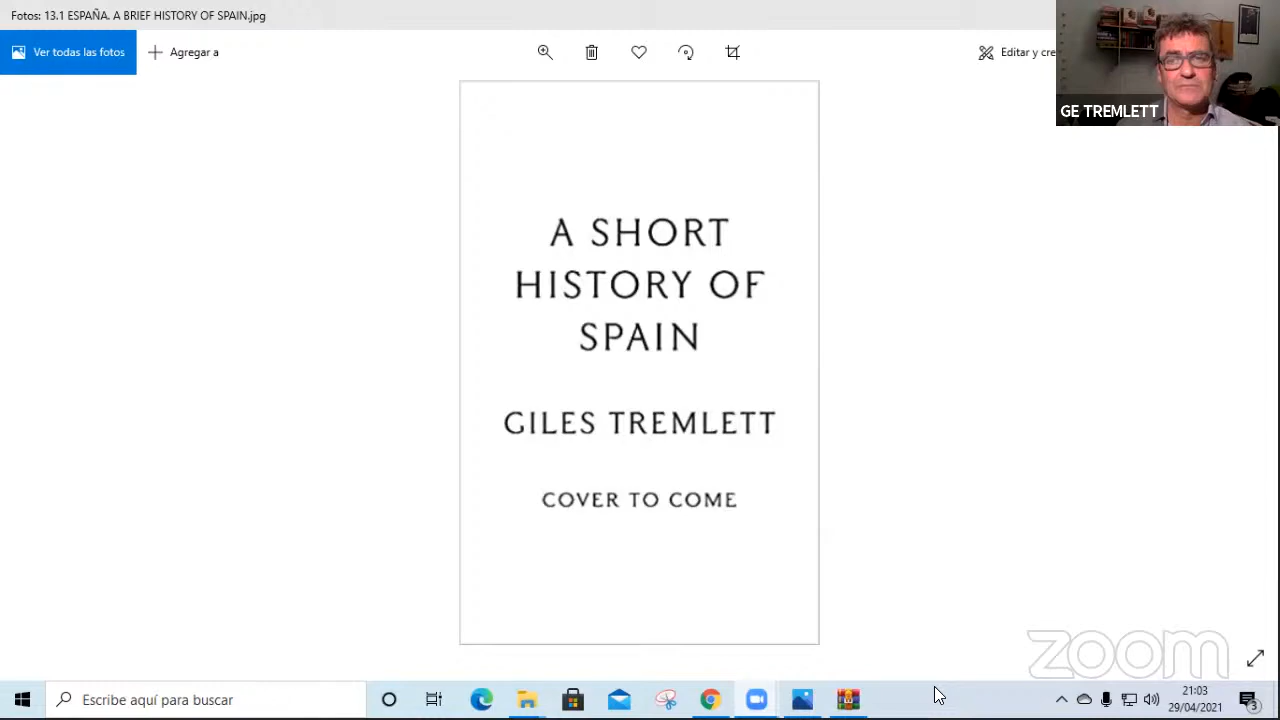 Fotos: 13.1 ESPAÑA. A BRIEF HISTORY OF SPAIN.jpg
Ver todas las fotos
Agregar a
Editar y cre
GE TREMLETT
A SHORT
HISTORY OF
SPAIN
GILES TREMLETT
COVER TO COME
zoom
Escribe aquí para buscar
21:03
29/04/2021
3